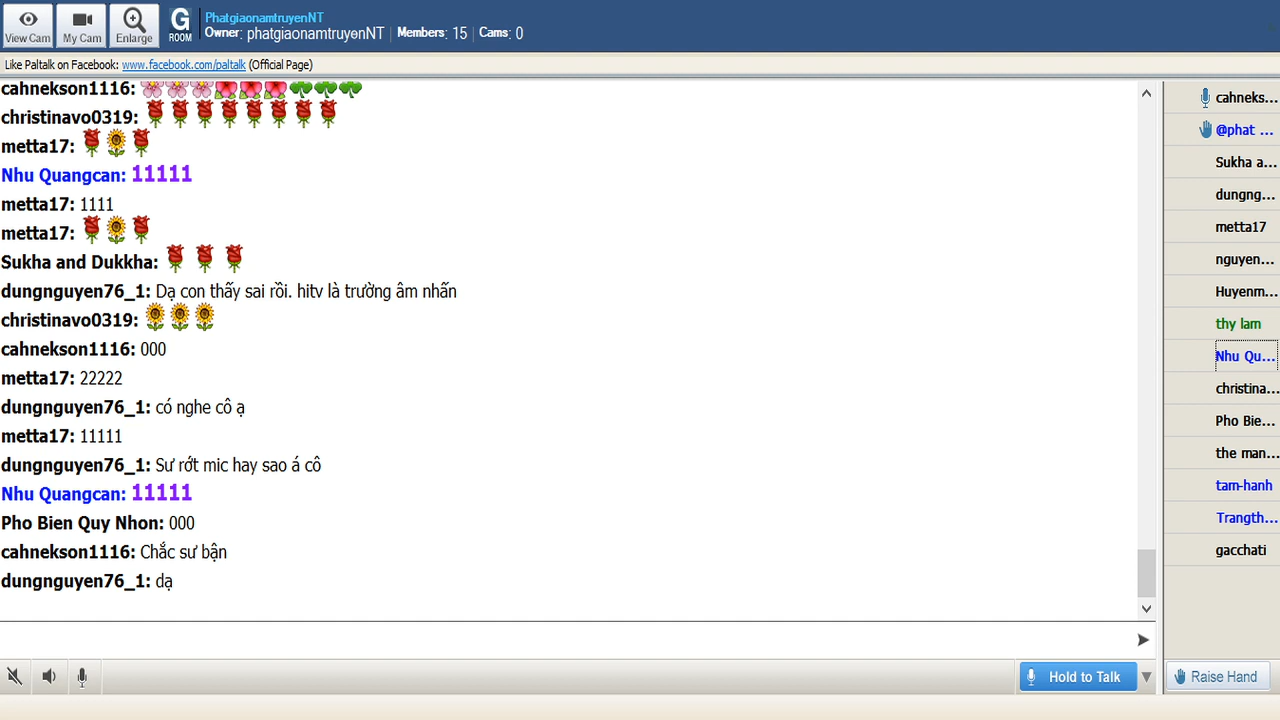 View Cam
My Cam
Enlarge
G
ROOM
PhatgiaonamtruyenNT
Owner: phatgiaonamtruyenNT | Members: 15 | Cams: 0
Like Paltalk on Facebook: www.facebook.com/paltalk (Official Page)
cahnekson1116:
christinavo0319:
metta17:
Nhu Quangcan: 11111
metta17: 1111
metta17:
Sukha and Dukkha:
dungnguyen76_1: Dạ con thấy sai rồi. hitv là trường âm nhấn
christinavo0319:
cahnekson1116: 000
metta17: 22222
dungnguyen76_1: có nghe cô ạ
metta17: 11111
dungnguyen76_1: Sư rớt mic hay sao á cô
Nhu Quangcan: 11111
Pho Bien Quy Nhon: 000
cahnekson1116: Chắc sư bận
dungnguyen76_1: dạ
cahneks...
@phat ...
Sukha a...
dungng...
metta17
nguyen...
Huyenm...
thy lam
Nhu Qu...
christina...
Pho Bie...
the man...
tam-hanh
Trangth...
gacchati
Hold to Talk
Raise Hand